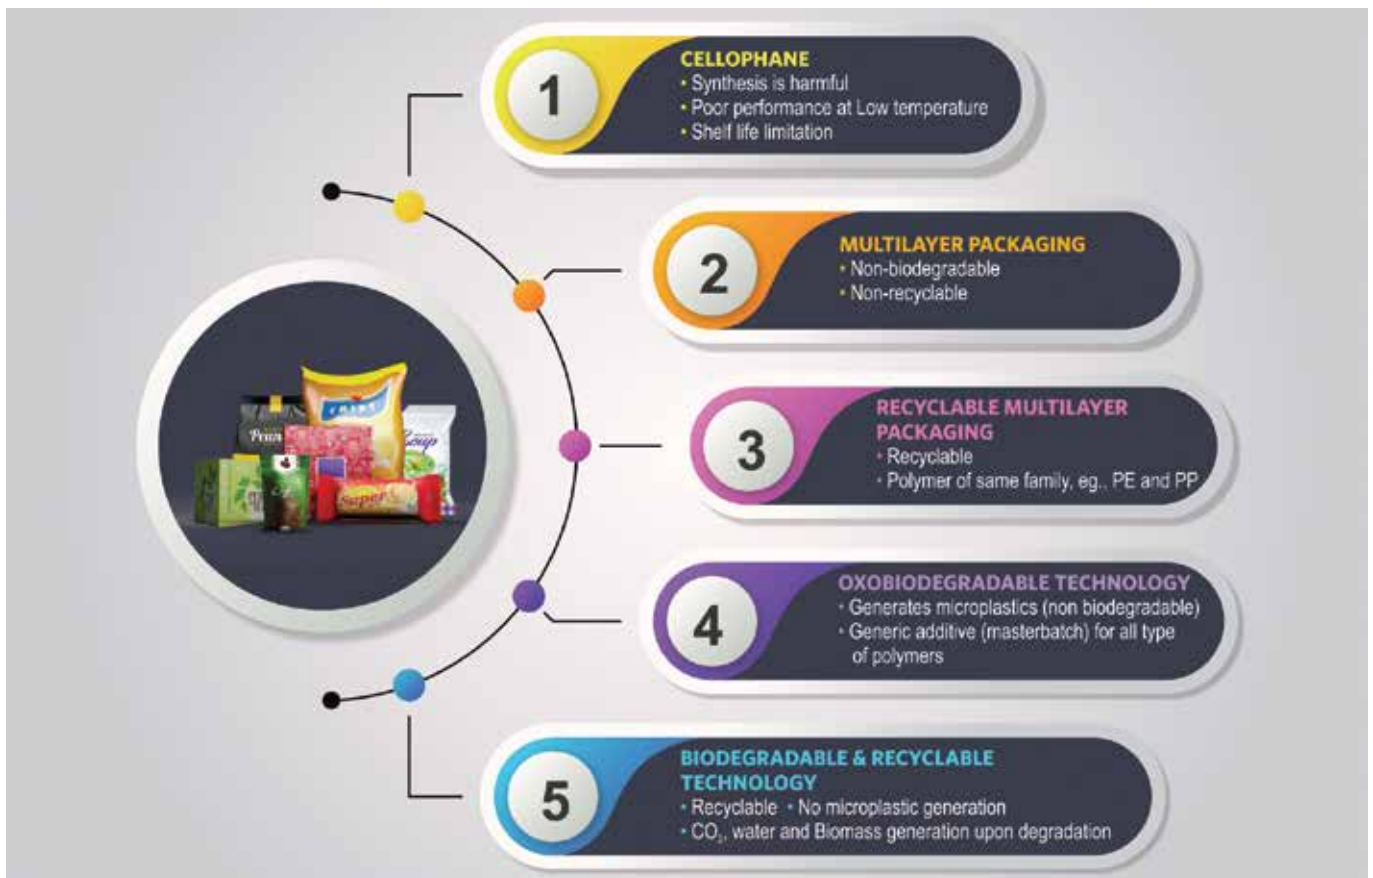 1
CELLOPHANE
• Synthesis is harmful
• Poor performance at Low temperature
• Shelf life limitation
2
MULTILAYER PACKAGING
• Non-biodegradable
• Non-recyclable
3
RECYCLABLE MULTILAYER
PACKAGING
• Recyclable
• Polymer of same family, eg., PE and PP
4
OXOBIODEGRADABLE TECHNOLOGY
• Generates microplastics (non biodegradable)
• Generic additive (masterbatch) for all type
of polymers
5
BIODEGRADABLE & RECYCLABLE
TECHNOLOGY
• Recyclable • No microplastic generation
• CO₂, water and Biomass generation upon degradation
CHIPS
Soup
Super